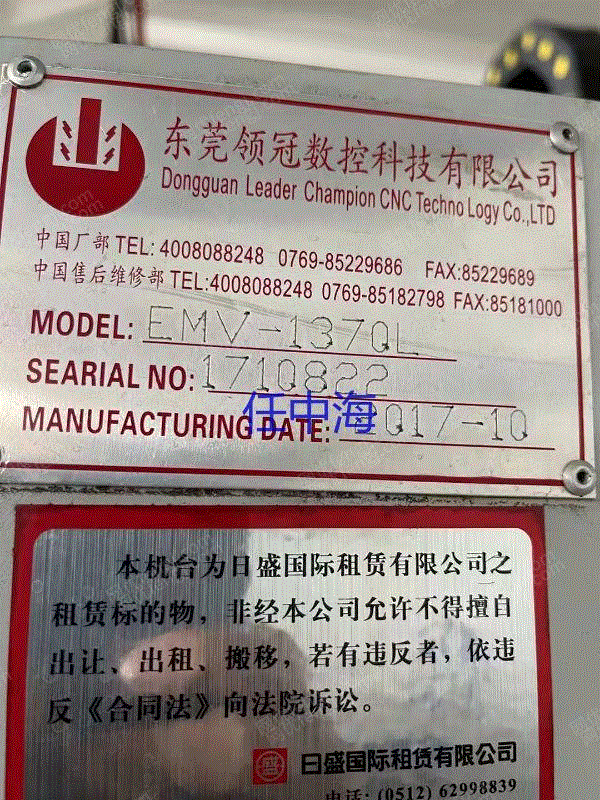 东莞领冠数控科技有限公司
Dongguan Leader Champion CNC Techno Logy Co.,LTD
中国厂部 TEL: 4008088248 0769-85229686 FAX:85229689
中国售后维修部 TEL:4008088248 0769-85182798 FAX:85181000
MODEL: EMV-1370L
SEARIAL NO: 1710822
MANUFACTURING DATE: 2017-10
任中海
本机台为日盛国际租赁有限公司之
租赁标的物，非经本公司允许不得擅自
出让、出租、搬移，若有违反者，依违
反《合同法》向法院诉讼。
日盛国际租赁有限公司
电话: (0512) 62998839